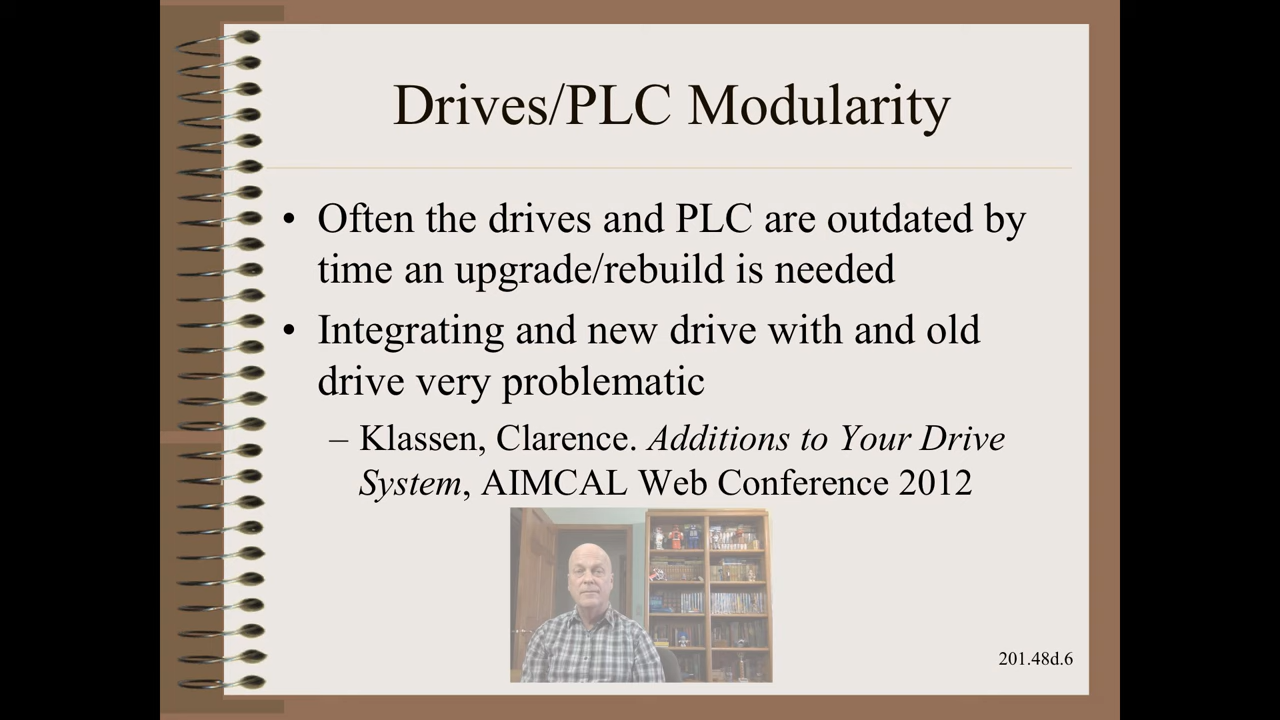 Drives/PLC Modularity
• Often the drives and PLC are outdated by
time an upgrade/rebuild is needed
• Integrating and new drive with and old
drive very problematic
– Klassen, Clarence. Additions to Your Drive
System, AIMCAL Web Conference 2012
201.48d.6